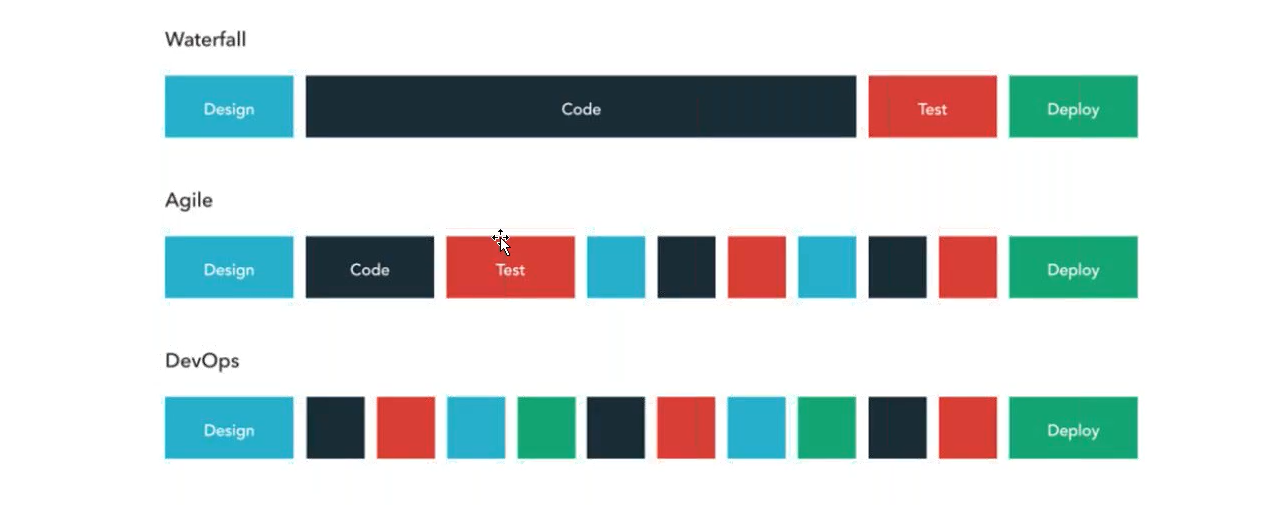 Waterfall
Design Code Test Deploy
Agile
Design Code Test Deploy
DevOps
Design Deploy